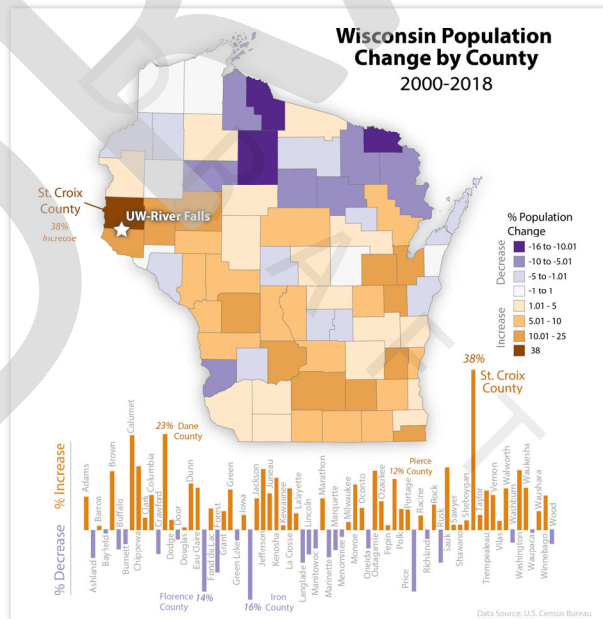 Wisconsin Population
Change by County
2000-2018
St. Croix
County
38%
Increase
UW-River Falls
% Population
Change
Decrease
-16 to -10.01
-10 to -5.01
-5 to -1.01
-1 to 1
Increase
1.01 - 5
5.01 - 10
10.01 - 25
38
DRAFT
38%
St. Croix
County
23% Dane
County
Pierce
12% County
% Increase
% Decrease
Adams
Ashland
Barron
Bayfield
Brown
Buffalo
Burnett
Calumet
Chippewa
Clark
Columbia
Crawford
Dodge
Door
Douglas
Dunn
Eau Claire
Florence
County 14%
Fond du Lac
Forest
Grant
Green
Green Lake
Iowa
16% Iron
County
Jackson
Jefferson
Juneau
Kenosha
Kewaunee
La Crosse
Lafayette
Langlade
Lincoln
Manitowoc
Marathon
Marinette
Marquette
Menominee
Milwaukee
Monroe
Oconto
Oneida
Outagamie
Ozaukee
Pepin
Polk
Portage
Price
Racine
Richland
Rock
Rusk
Sauk
Sawyer
Shawano
Sheboygan
Taylor
Trempealeau
Vernon
Vilas
Walworth
Washburn
Washington
Waukesha
Waupaca
Waushara
Winnebago
Wood
Data Source: U.S. Census Bureau